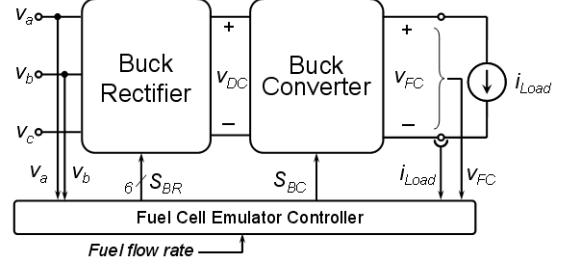 va
vb
vc
Buck
Rectifier
+
vDC
−
Buck
Converter
+
vFC
−
iLoad
va
vb
6
SBR
SBC
iLoad
vFC
Fuel Cell Emulator Controller
Fuel flow rate